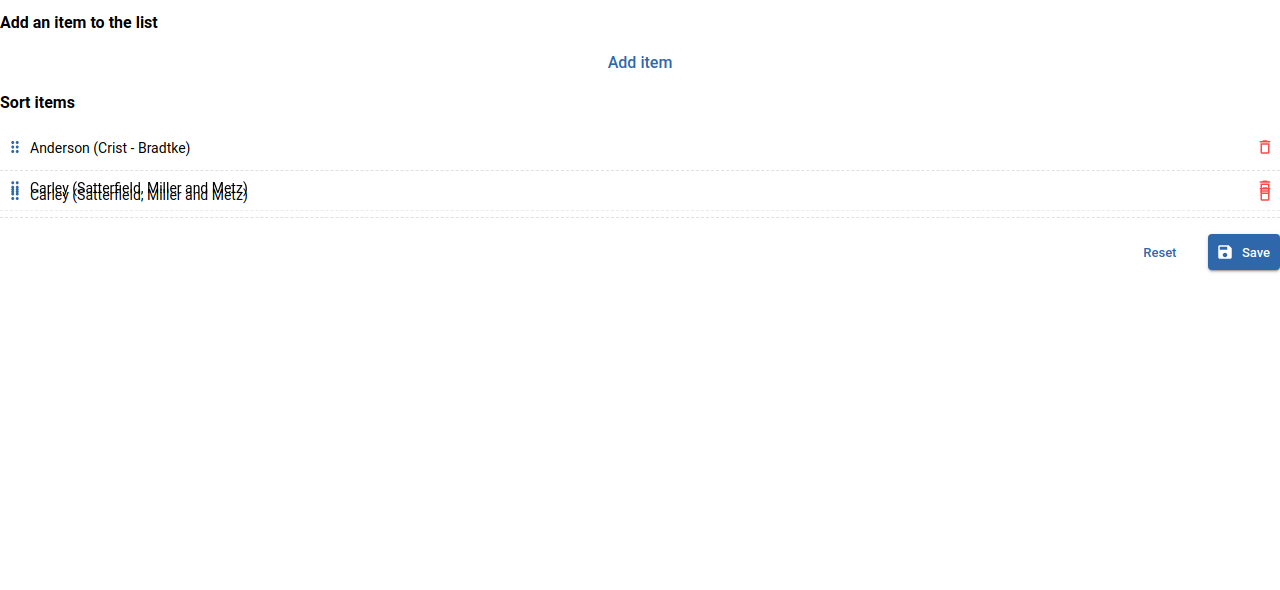 Add an item to the list
Add item
Sort items
Anderson (Crist - Bradtke)
Carley (Satterfield, Miller and Metz)
Carley (Satterfield, Miller and Metz)
Reset
Save